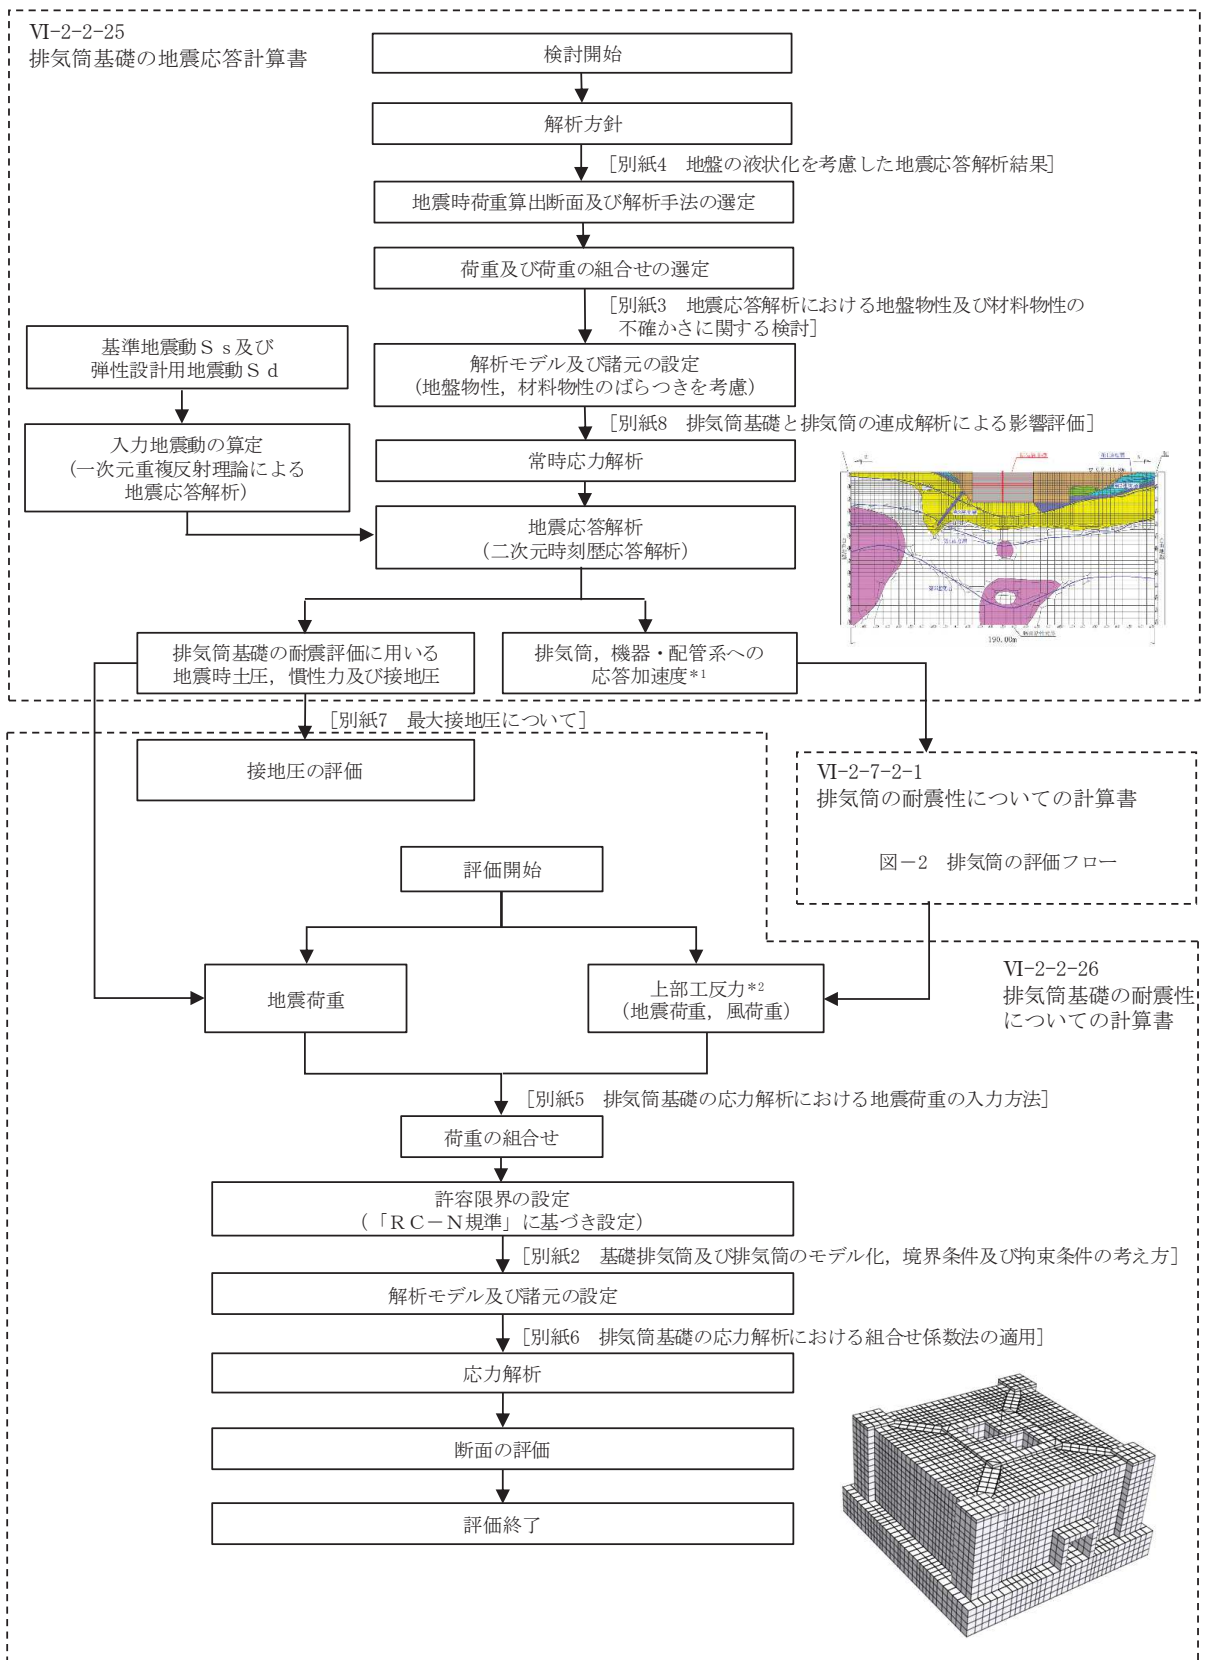 Ⅵ-2-2-25
排気筒基礎の地震応答計算書
検討開始
解析方針
［別紙4　地盤の液状化を考慮した地震応答解析結果］
地震時荷重算出断面及び解析手法の選定
荷重及び荷重の組合せの選定
［別紙3　地震応答解析における地盤物性及び材料物性の
不確かさに関する検討］
基準地震動Ｓｓ及び
弾性設計用地震動Ｓｄ
解析モデル及び諸元の設定
（地盤物性，材料物性のばらつきを考慮）
［別紙8　排気筒基礎と排気筒の連成解析による影響評価］
入力地震動の算定
（一次元重複反射理論による
地震応答解析）
常時応力解析
地震応答解析
（二次元時刻歴応答解析）
190.00m
排気筒基礎の耐震評価に用いる
地震時土圧，慣性力及び接地圧
排気筒，機器・配管系への
応答加速度*1
［別紙7　最大接地圧について］
接地圧の評価
Ⅵ-2-7-2-1
排気筒の耐震性についての計算書
図－2　排気筒の評価フロー
評価開始
地震荷重
上部工反力*2
（地震荷重，風荷重）
Ⅵ-2-2-26
排気筒基礎の耐震性
についての計算書
［別紙5　排気筒基礎の応力解析における地震荷重の入力方法］
荷重の組合せ
許容限界の設定
（「ＲＣ－Ｎ規準」に基づき設定）
［別紙2　基礎排気筒及び排気筒のモデル化，境界条件及び拘束条件の考え方］
解析モデル及び諸元の設定
［別紙6　排気筒基礎の応力解析における組合せ係数法の適用］
応力解析
断面の評価
評価終了